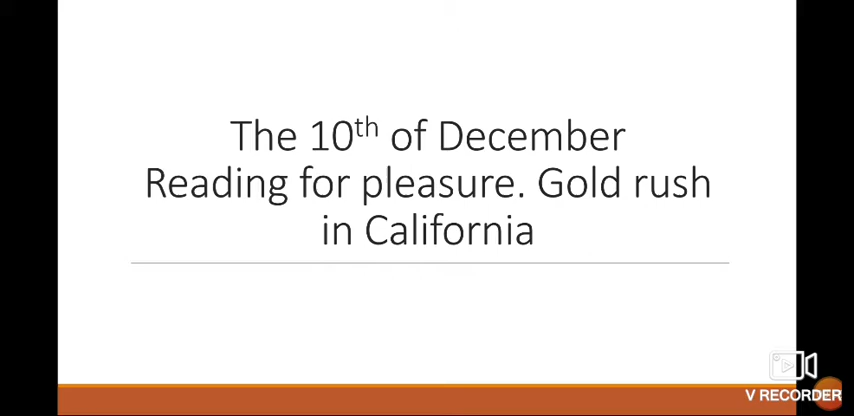 The 10th of December
Reading for pleasure. Gold rush
in California
V RECORDER